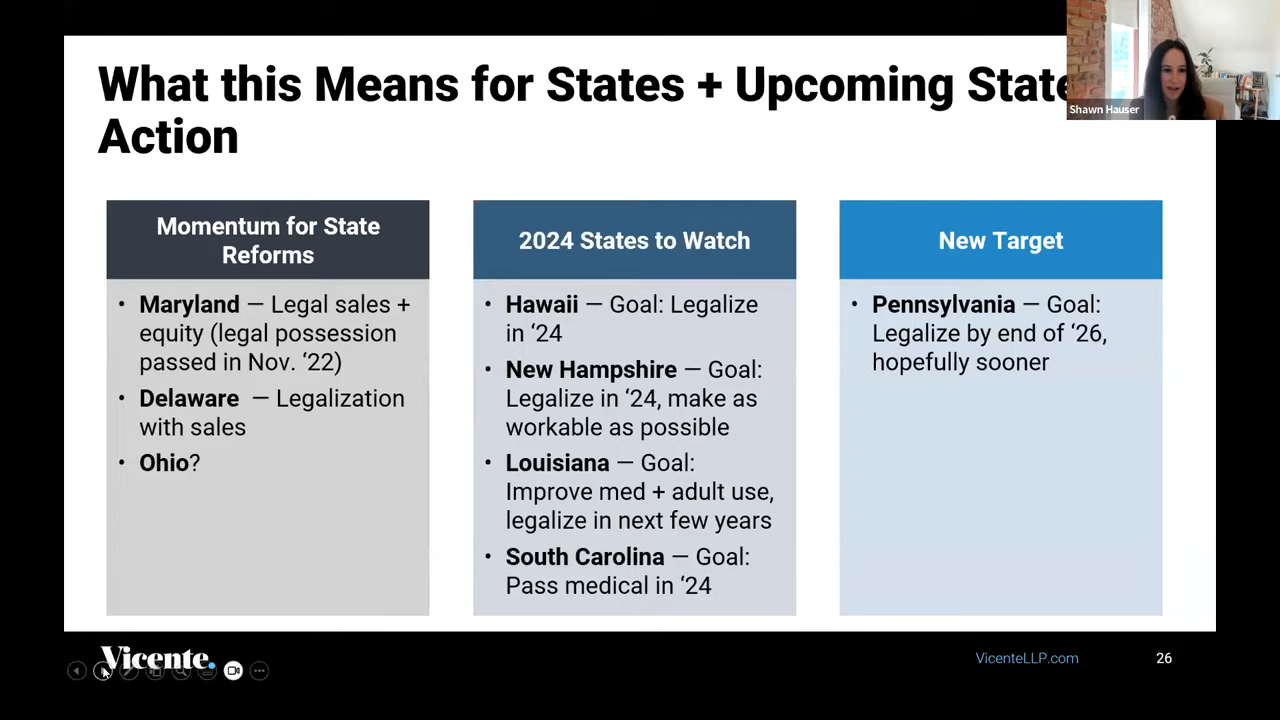 What this Means for States + Upcoming State
Action
Shawn Hauser
Momentum for State
Reforms
• Maryland — Legal sales +
equity (legal possession
passed in Nov. ‘22)
• Delaware — Legalization
with sales
• Ohio?
2024 States to Watch
• Hawaii — Goal: Legalize
in ‘24
• New Hampshire — Goal:
Legalize in ‘24, make as
workable as possible
• Louisiana — Goal:
Improve med + adult use,
legalize in next few years
• South Carolina — Goal:
Pass medical in ‘24
New Target
• Pennsylvania — Goal:
Legalize by end of ‘26,
hopefully sooner
Vicente.
VicenteLLP.com
26